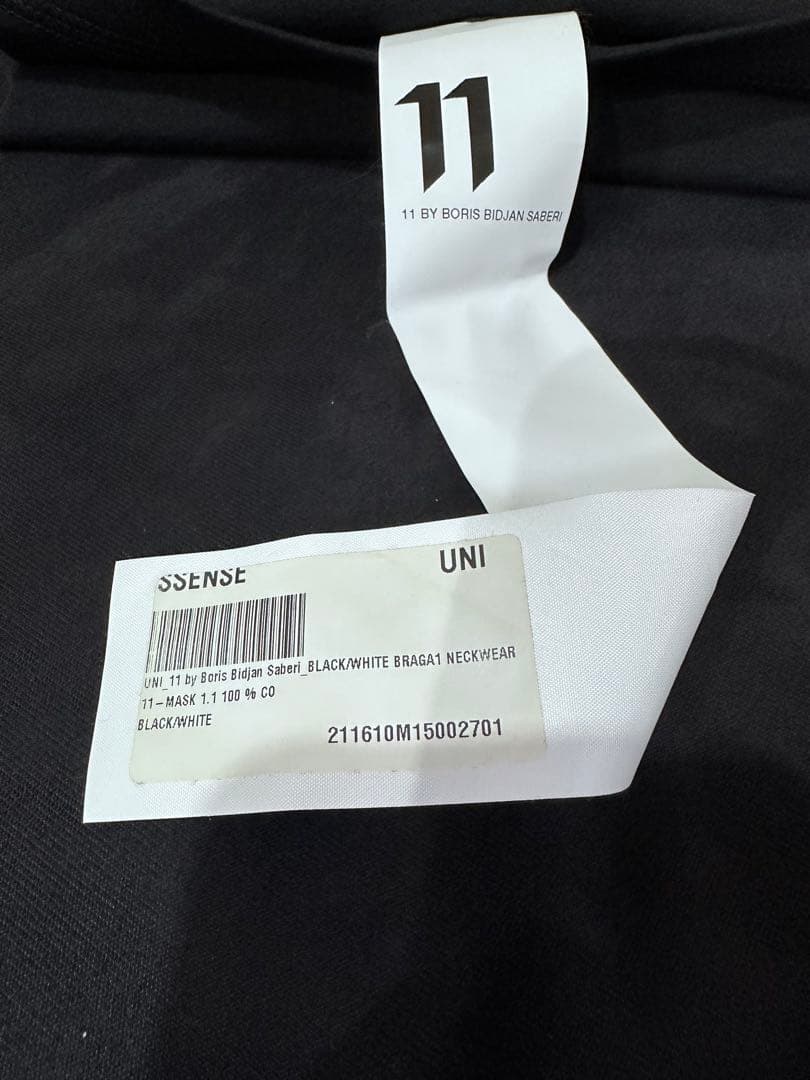 11
11 BY BORIS BIDJAN SABERI
SSENSE UNI
UNI_11 by Boris Bidjan Saberi_BLACK/WHITE BRAGA1 NECKWEAR
11-MASK 1.1 100 % CO
BLACK/WHITE
211610M15002701